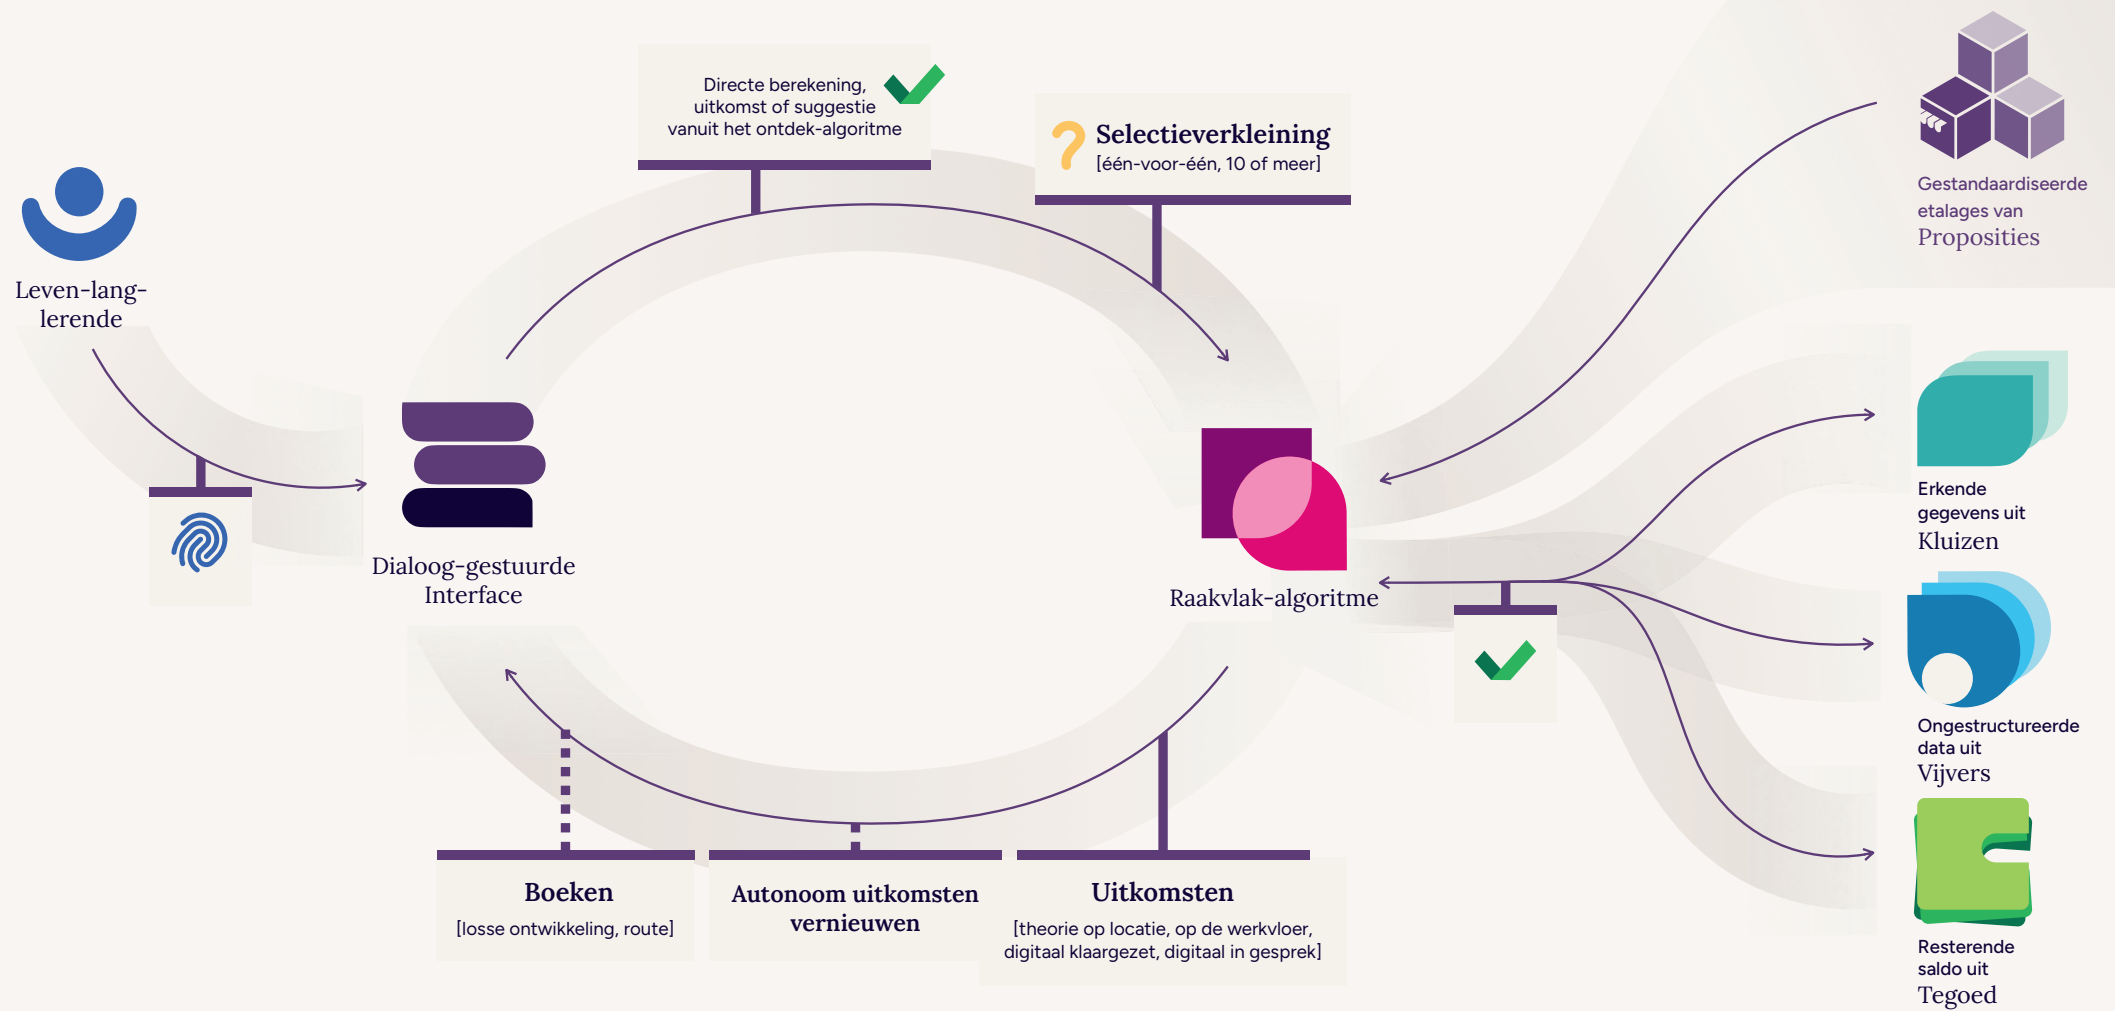 Leven-lang-
lerende
Dialoog-gestuurde
Interface
Directe berekening,
uitkomst of suggestie
vanuit het ontdek-algoritme
Selectieverkleining
[één-voor-één, 10 of meer]
Raakvlak-algoritme
Boeken
[losse ontwikkeling, route]
Autonoom uitkomsten
vernieuwen
Uitkomsten
[theorie op locatie, op de werkvloer,
digitaal klaargezet, digitaal in gesprek]
Gestandaardiseerde
etalages van
Proposities
Erkende
gegevens uit
Kluizen
Ongestructureerde
data uit
Vijvers
Resterende
saldo uit
Tegoed